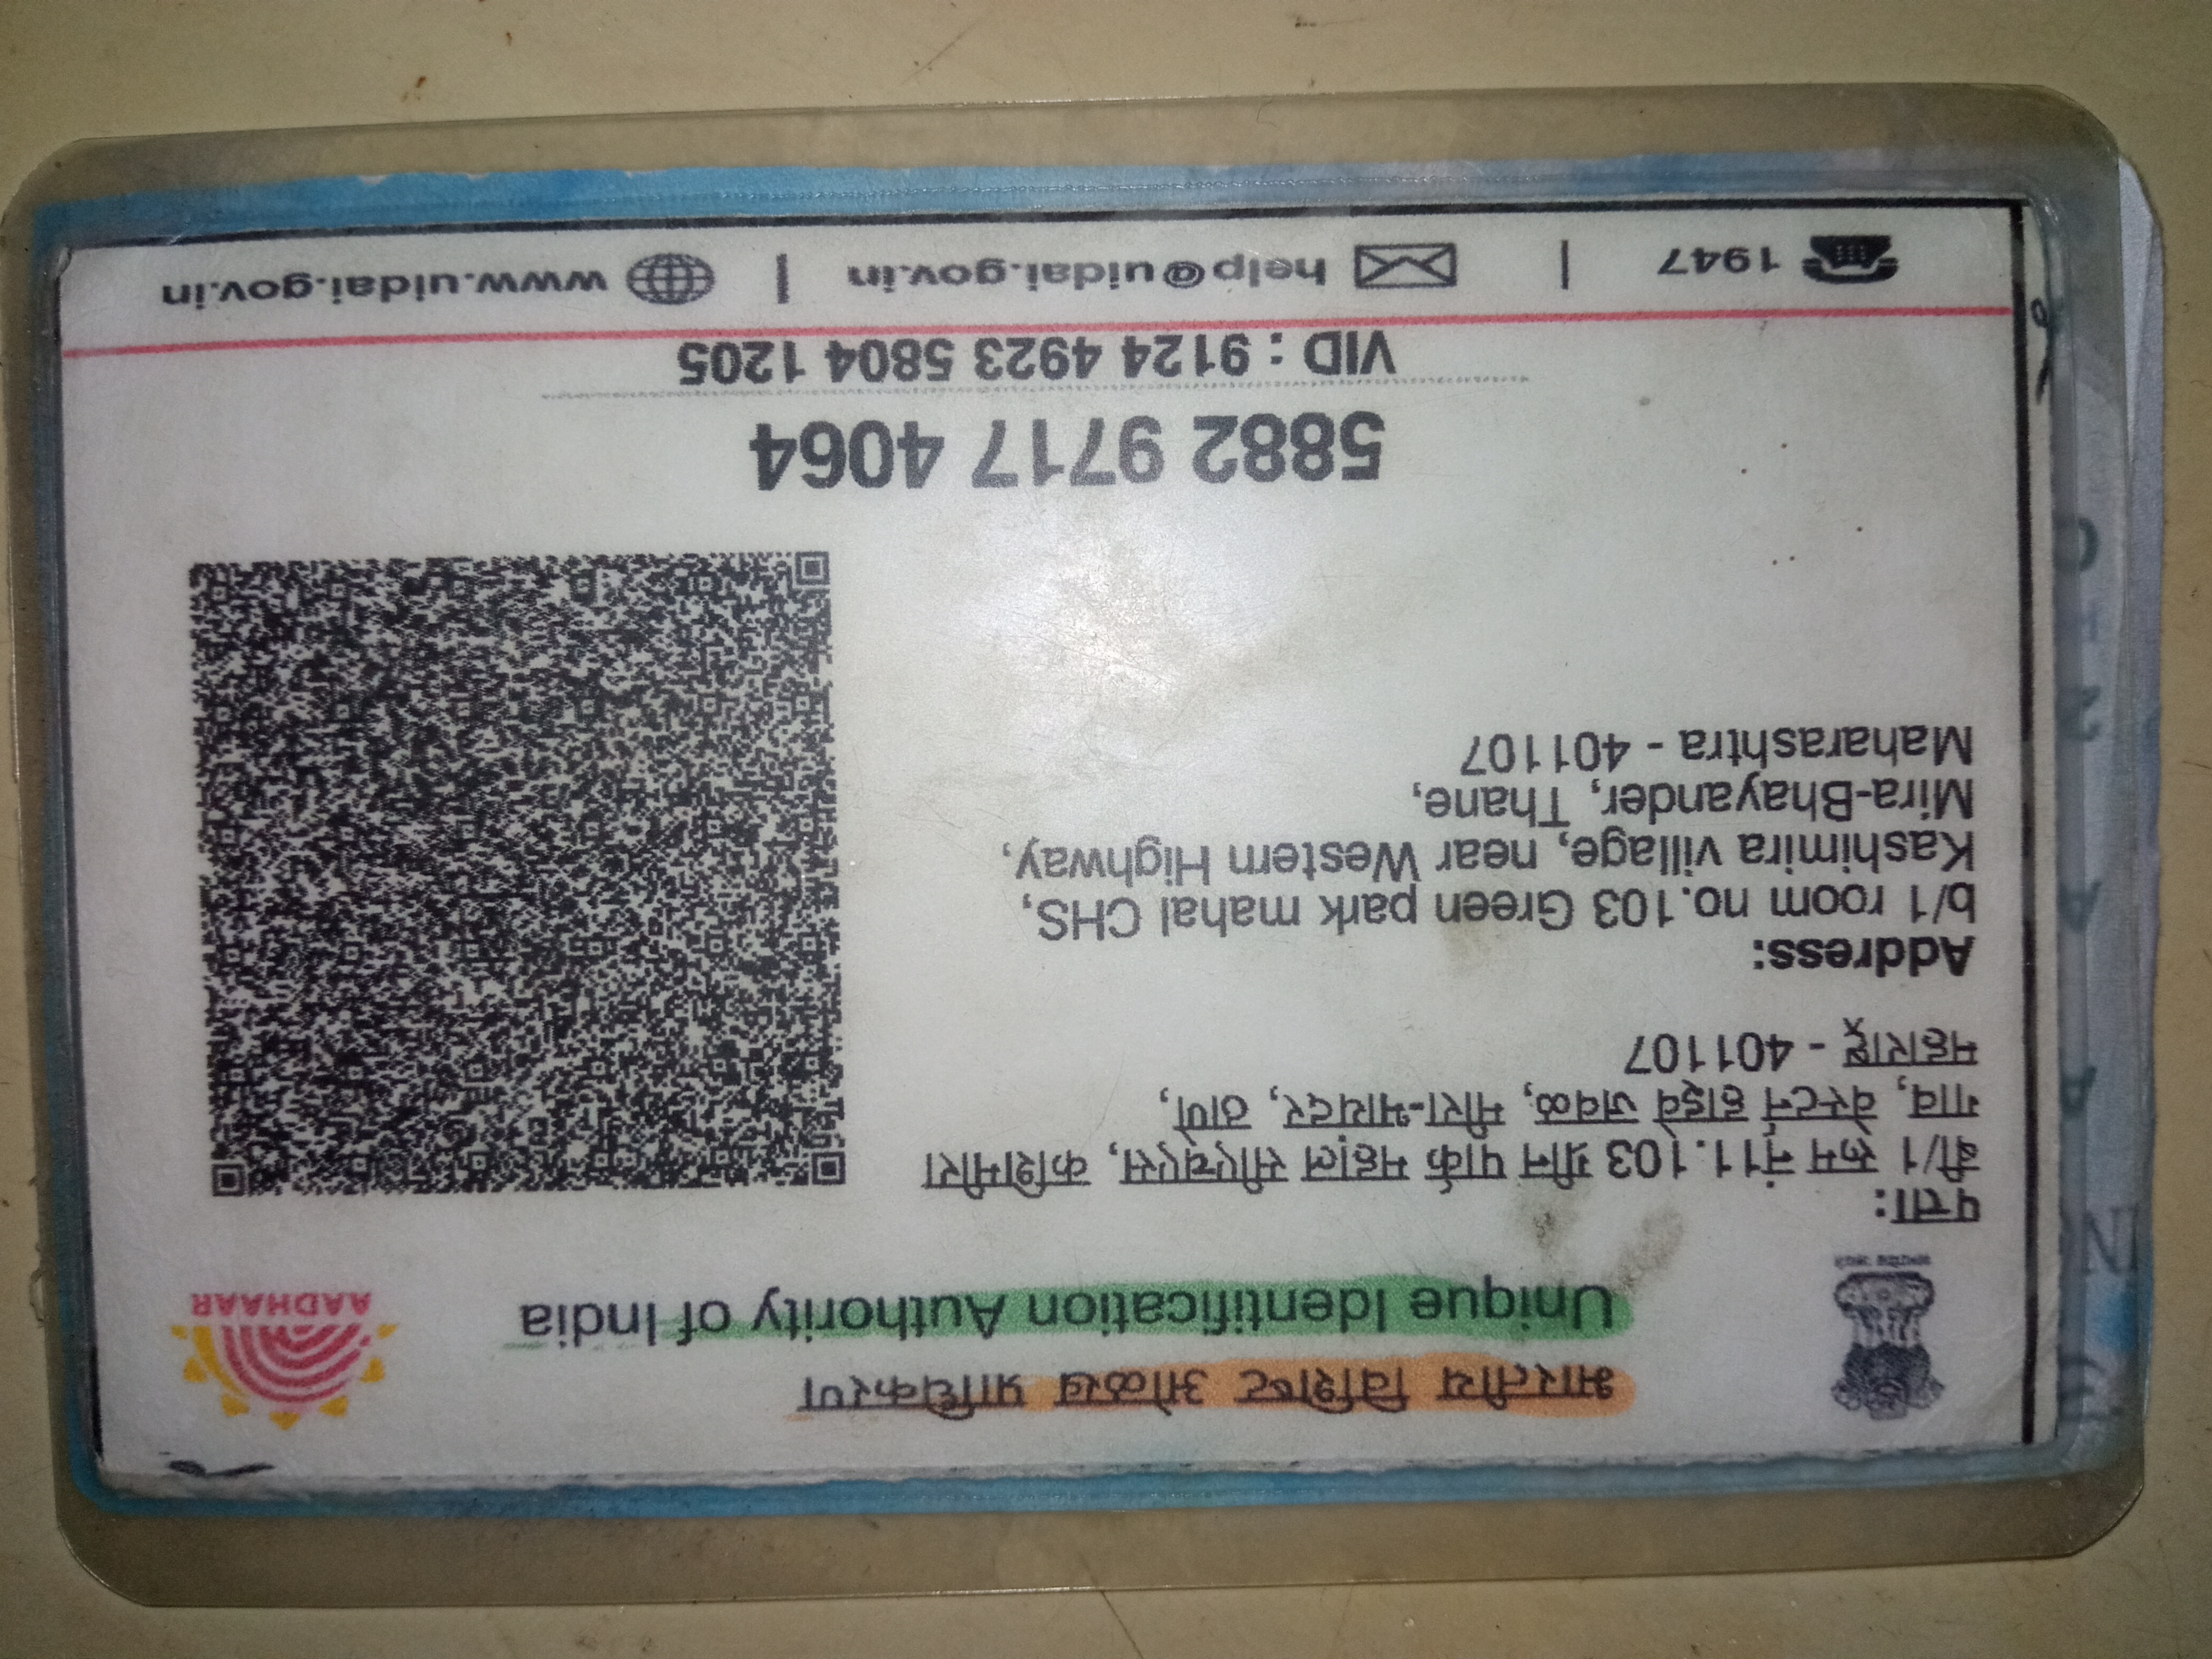 भारतीय विशिष्ट ओळख प्राधिकरण
Unique Identification Authority of India
AADHAAR
पत्ता:
बी/1 रूम नं11.103 ग्रीन पार्क महाल सीएचएस, काशिमीरा
गाव, वेस्टर्न हाइवे जवळ, मीरा-भायंदर, ठाणे,
महाराष्ट्र - 401107
Address:
b/1 room no.103 Green park mahal CHS,
Kashimira village, near Western Highway,
Mira-Bhayander, Thane,
Maharashtra - 401107
5882 9717 4064
VID : 9124 4923 5804 1205
1947 | help@uidai.gov.in | www.uidai.gov.in